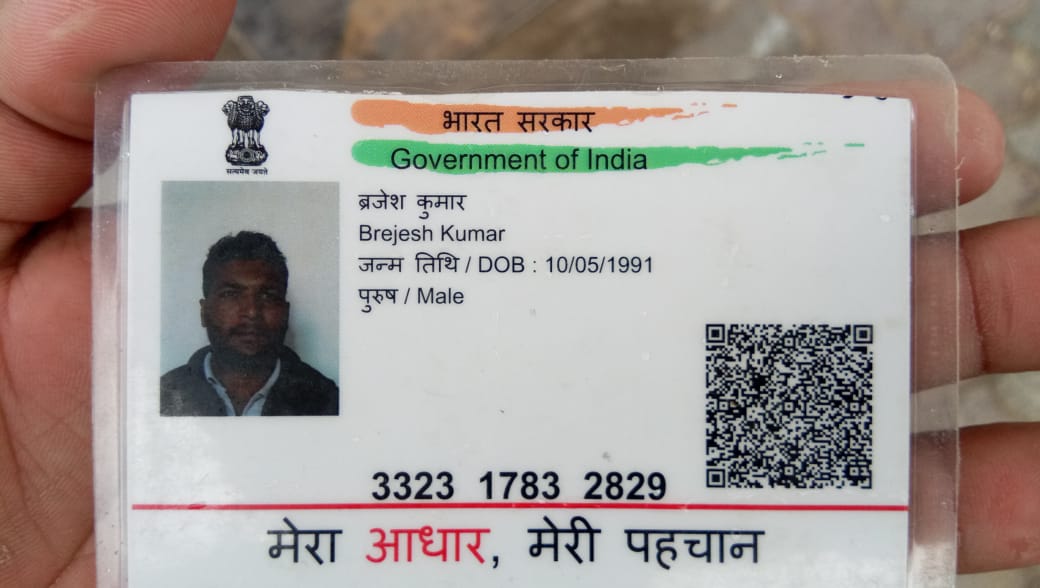 भारत सरकार
Government of India
सत्यमेव जयते
ब्रजेश कुमार
Brejesh Kumar
जन्म तिथि / DOB : 10/05/1991
पुरुष / Male
3323 1783 2829
मेरा आधार, मेरी पहचान